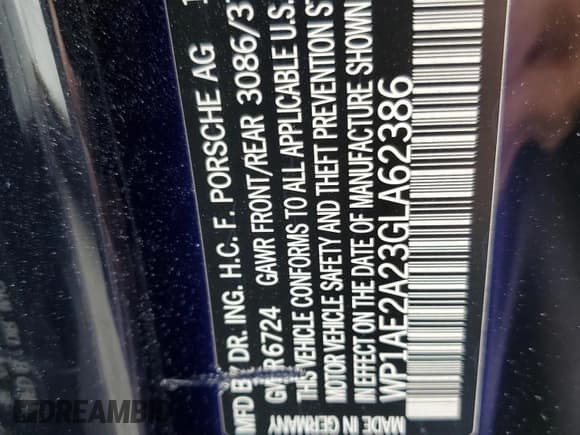 MFD BY DR. ING. H.C. F. PORSCHE AG
GVWR 6724 GAWR FRONT/REAR 3086/3
THIS VEHICLE CONFORMS TO ALL APPLICABLE U.S.
MOTOR VEHICLE SAFETY AND THEFT PREVENTION S
IN EFFECT ON THE DATE OF MANUFACTURE SHOWN
WP1AE2A23GLA62386
MADE IN GERMANY
DREAMBID